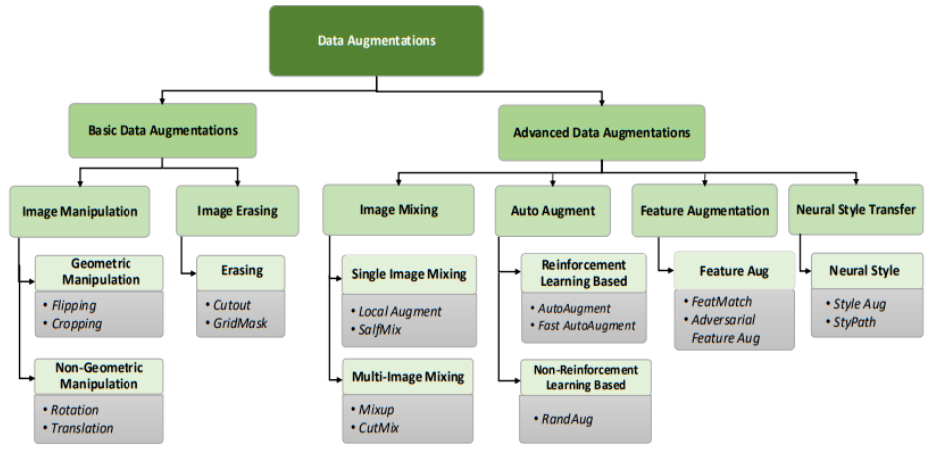 Data Augmentations
Basic Data Augmentations
Advanced Data Augmentations
Image Manipulation
Image Erasing
Image Mixing
Auto Augment
Feature Augmentation
Neural Style Transfer
Geometric
Manipulation
• Flipping
• Cropping
Non-Geometric
Manipulation
• Rotation
• Translation
Erasing
• Cutout
• GridMask
Single Image Mixing
• Local Augment
• SalfMix
Multi-Image Mixing
• Mixup
• CutMix
Reinforcement
Learning Based
• AutoAugment
• Fast AutoAugment
Non-Reinforcement
Learning Based
• RandAug
Feature Aug
• FeatMatch
• Adversarial
Feature Aug
Neural Style
• Style Aug
• StyPath